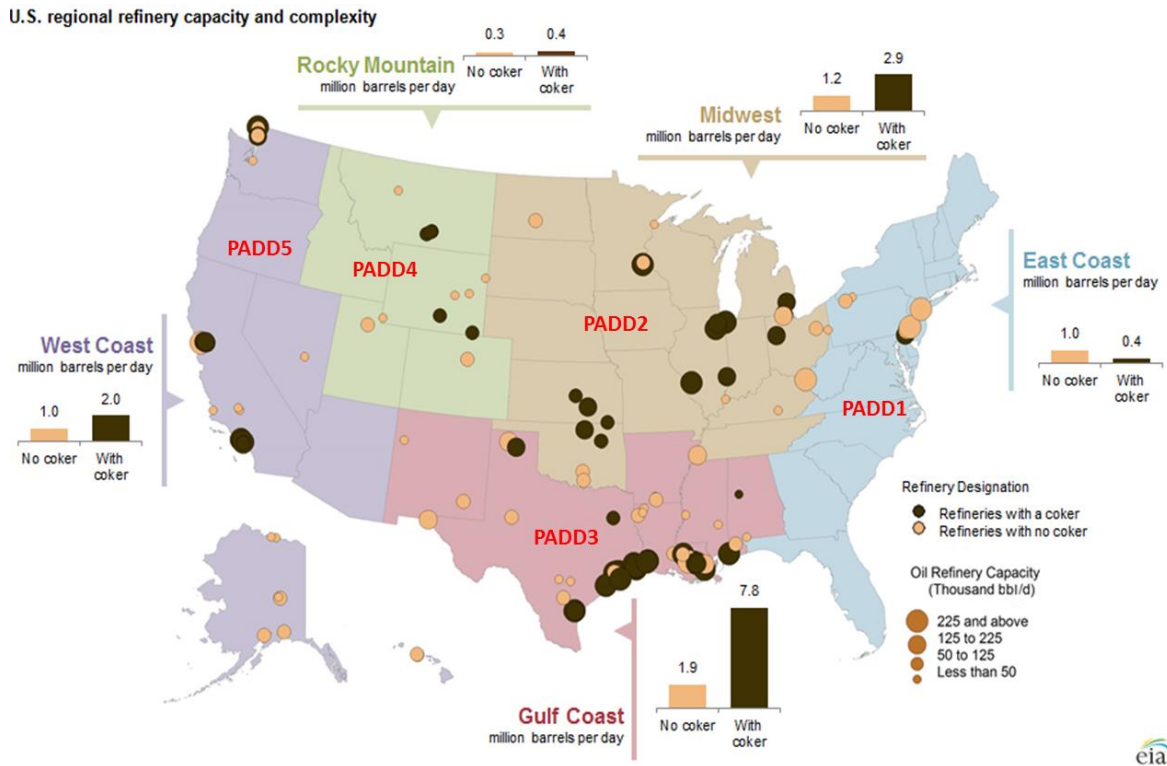 U.S. regional refinery capacity and complexity
Rocky Mountain
million barrels per day
0.3
0.4
No coker
With
coker
Midwest
million barrels per day
1.2
2.9
No coker
With
coker
PADD5
PADD4
PADD2
PADD1
PADD3
East Coast
million barrels per day
1.0
0.4
No coker
With
coker
West Coast
million barrels per day
1.0
2.0
No coker
With
coker
Refinery Designation
Refineries with a coker
Refineries with no coker
Oil Refinery Capacity
(Thousand bbl/d)
225 and above
125 to 225
50 to 125
Less than 50
Gulf Coast
million barrels per day
1.9
7.8
No coker
With
coker
eia